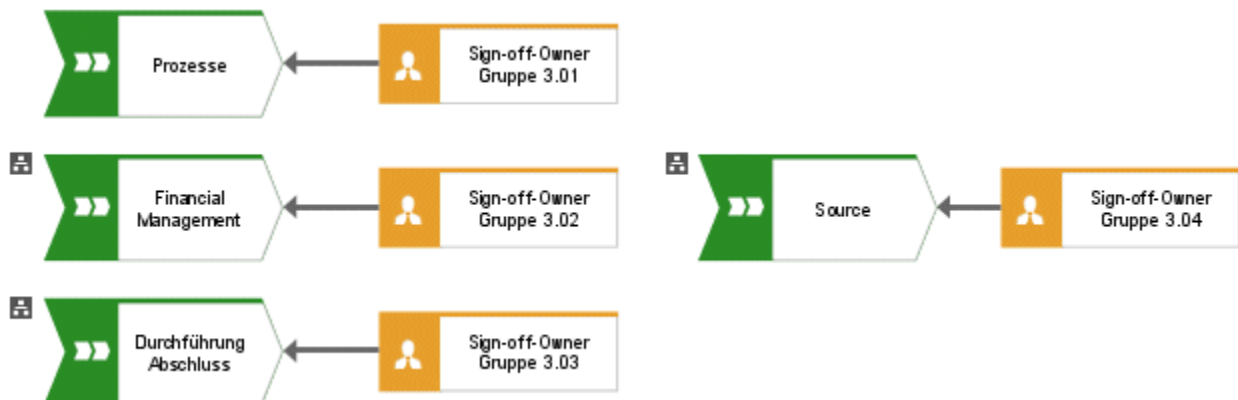 Prozesse
Sign-off-Owner
Gruppe 3.01
Financial
Management
Sign-off-Owner
Gruppe 3.02
Source
Sign-off-Owner
Gruppe 3.04
Durchführung
Abschluss
Sign-off-Owner
Gruppe 3.03